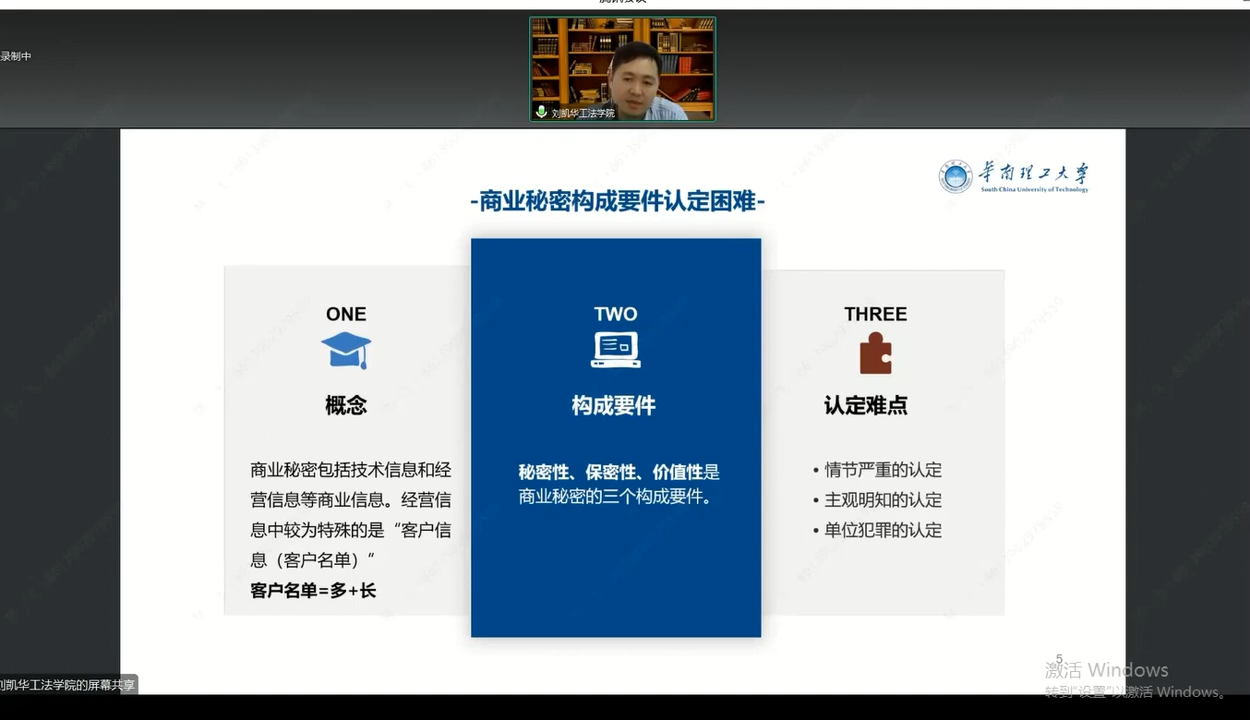 录制中
刘凯华工法学院
华南理工大学
South China University of Technology
-商业秘密构成要件认定困难-
ONE
概念
商业秘密包括技术信息和经
营信息等商业信息。经营信
息中较为特殊的是“客户信
息（客户名单）”
客户名单=多+长
TWO
构成要件
秘密性、保密性、价值性是
商业秘密的三个构成要件。
THREE
认定难点
• 情节严重的认定
• 主观明知的认定
• 单位犯罪的认定
5
激活 Windows
转到“设置”以激活 Windows。
刘凯华工法学院的屏幕共享